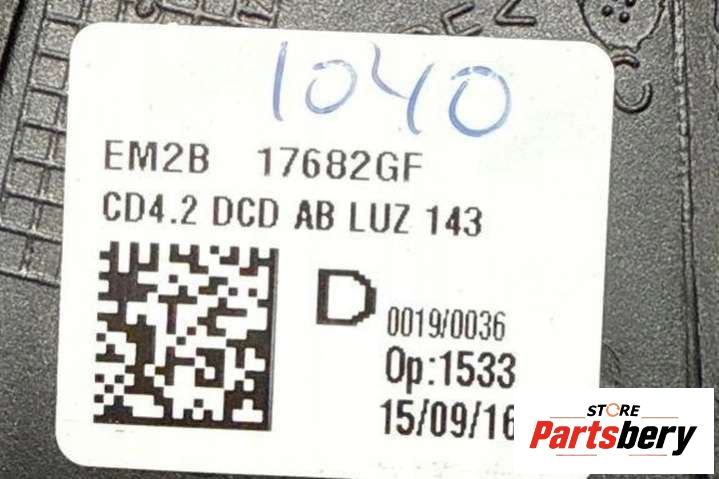 1040
EM2B 17682GF
CD4.2 DCD AB LUZ 143
D
0019/0036
Op:1533
15/09/16
STORE
Partsbery